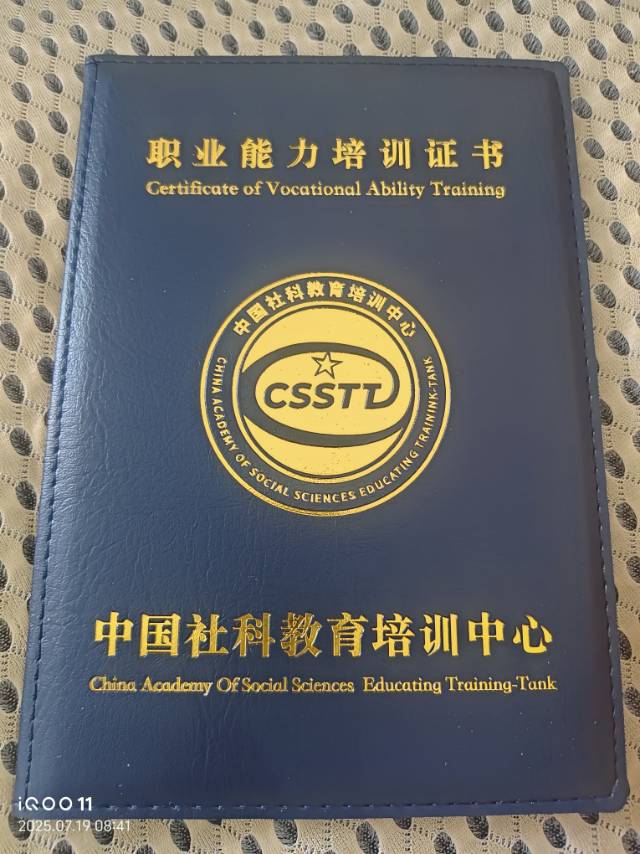 职业能力培训证书
Certificate of Vocational Ability Training
中国社科教育培训中心
CSSTT
CHINA ACADEMY OF SOCIAL SCIENCES EDUCATING TRAININK-TANK
中国社科教育培训中心
China Academy Of Social Sciences Educating Training-Tank
iQOO 11
2025.07.19 08:41